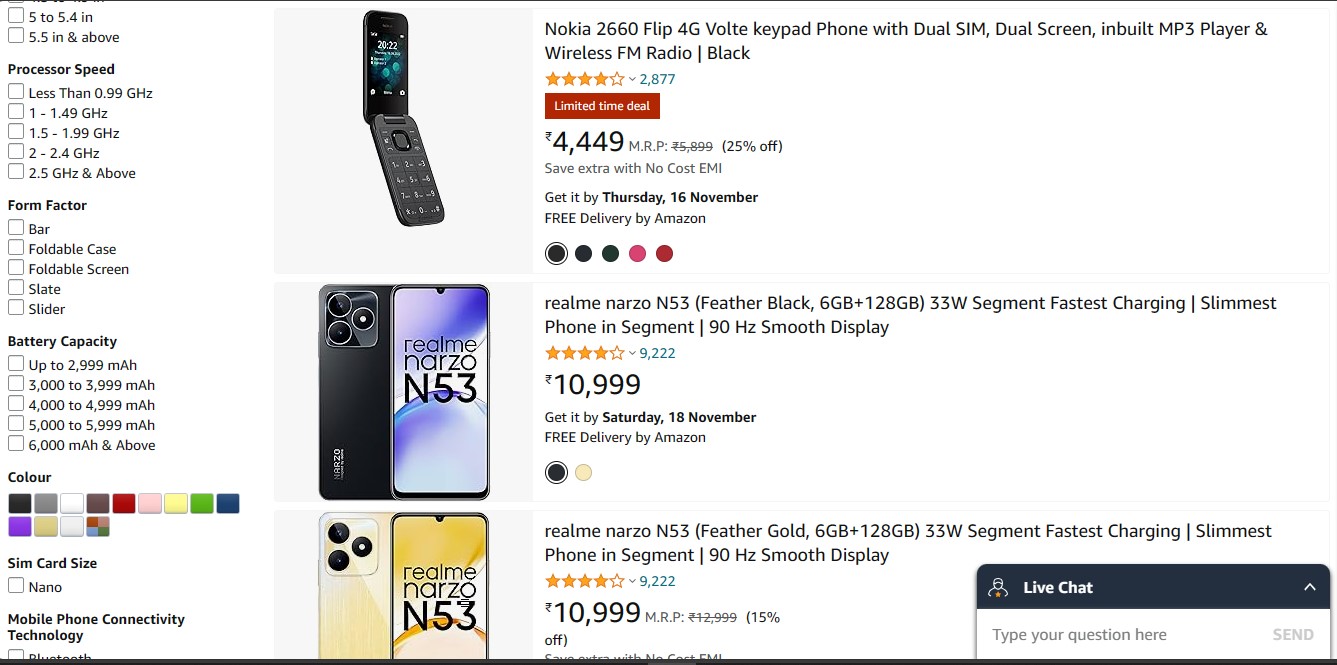 5 to 5.4 in
5.5 in & above
Processor Speed
Less Than 0.99 GHz
1 - 1.49 GHz
1.5 - 1.99 GHz
2 - 2.4 GHz
2.5 GHz & Above
Form Factor
Bar
Foldable Case
Foldable Screen
Slate
Slider
Battery Capacity
Up to 2,999 mAh
3,000 to 3,999 mAh
4,000 to 4,999 mAh
5,000 to 5,999 mAh
6,000 mAh & Above
Colour
Sim Card Size
Nano
Mobile Phone Connectivity
Technology
Bluetooth
20:22
Nokia 2660 Flip 4G Volte keypad Phone with Dual SIM, Dual Screen, inbuilt MP3 Player &
Wireless FM Radio | Black
2,877
Limited time deal
₹4,449 M.R.P: ₹5,899 (25% off)
Save extra with No Cost EMI
Get it by Thursday, 16 November
FREE Delivery by Amazon
realme
narzo
N53
NARZO
realme narzo N53 (Feather Black, 6GB+128GB) 33W Segment Fastest Charging | Slimmest
Phone in Segment | 90 Hz Smooth Display
9,222
₹10,999
Get it by Saturday, 18 November
FREE Delivery by Amazon
realme
narzo
N53
realme narzo N53 (Feather Gold, 6GB+128GB) 33W Segment Fastest Charging | Slimmest
Phone in Segment | 90 Hz Smooth Display
9,222
₹10,999 M.R.P: ₹12,999 (15%
off)
Save extra with No Cost EMI
Live Chat
Type your question here
SEND